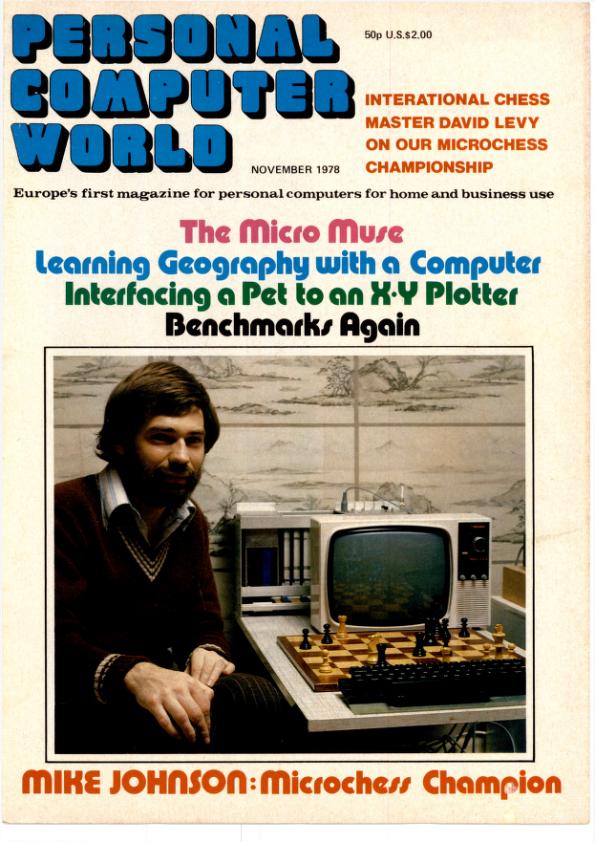 PERSONAL
COMPUTER
WORLD
50p U.S.$2.00
INTERATIONAL CHESS
MASTER DAVID LEVY
ON OUR MICROCHESS
CHAMPIONSHIP
NOVEMBER 1978
Europe's first magazine for personal computers for home and business use
The Micro Muse
Learning Geography with a Computer
Interfacing a Pet to an X·Y Plotter
Benchmarks Again
MIKE JOHNSON: Microchess Champion